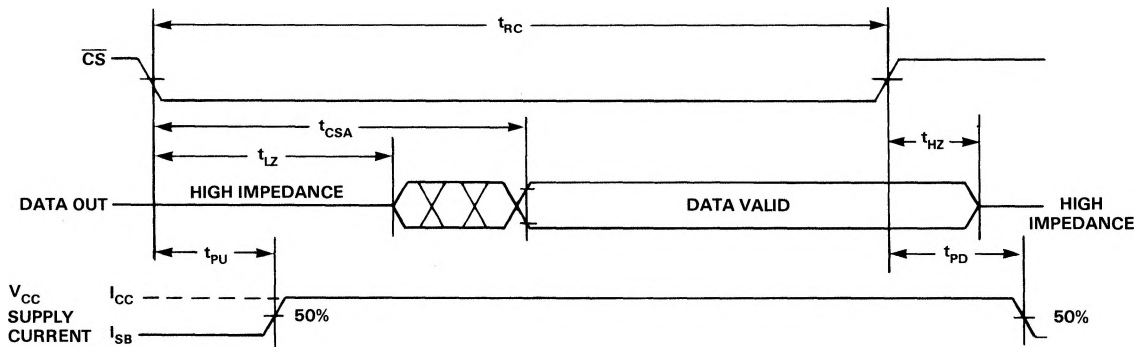 t_RC
C̅S̅
t_CSA
t_LZ
t_HZ
DATA OUT
HIGH IMPEDANCE
DATA VALID
HIGH
IMPEDANCE
t_PU
t_PD
V_CC
SUPPLY
CURRENT
I_CC
I_SB
50%
50%